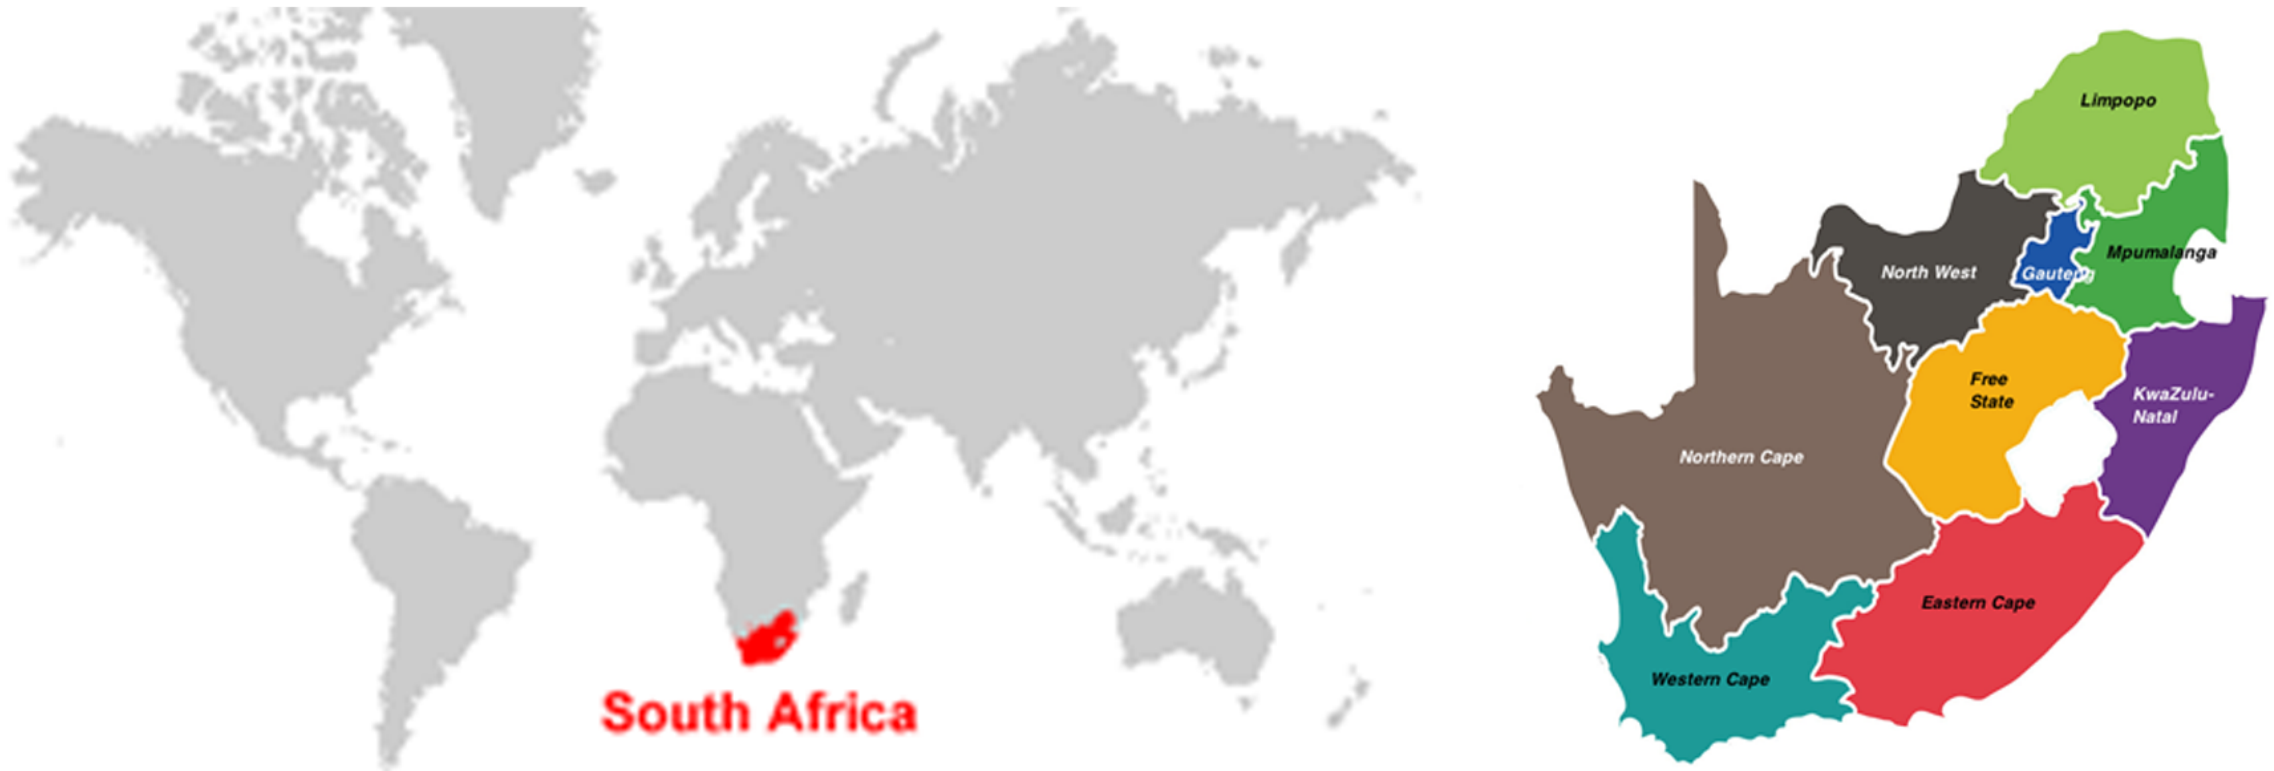 South Africa
Limpopo
Mpumalanga
North West
Gauteng
Free
State
KwaZulu-
Natal
Northern Cape
Eastern Cape
Western Cape